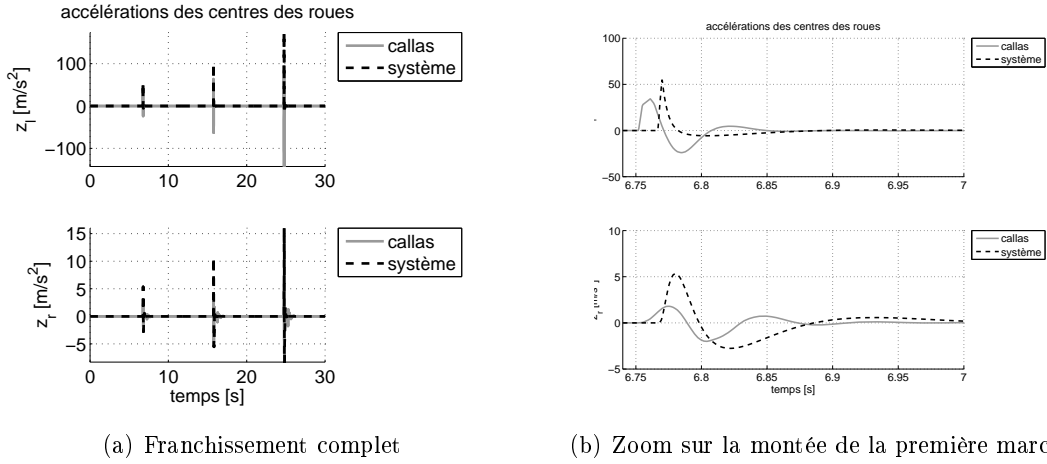 accélérations des centres des roues
callas
système
z_l [m/s²]
100
0
−100
0 10 20 30
callas
système
z_r [m/s²]
15
10
5
0
−5
0 10 20 30
temps [s]
(a) Franchissement complet
accélérations des centres des roues
callas
système
100
50
0
−50
6.75 6.8 6.85 6.9 6.95 7
callas
système
10
5
0
−5
6.75 6.8 6.85 6.9 6.95 7
temps [s]
(b) Zoom sur la montée de la première marc